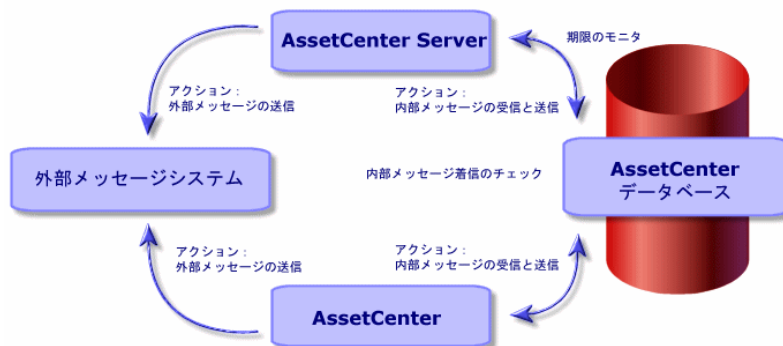 AssetCenter Server
期限のモニタ
アクション：
外部メッセージの送信
アクション：
内部メッセージの受信と送信
外部メッセージシステム
内部メッセージ着信のチェック
AssetCenter
データベース
アクション：
外部メッセージの送信
アクション：
内部メッセージの受信と送信
AssetCenter